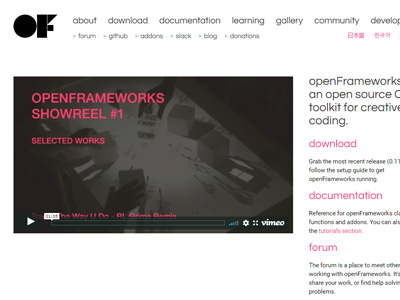 OF
about download documentation learning gallery community develop
forum github addons slack blog donations
日本語 한국어
OPENFRAMEWORKS
SHOWREEL #1
SELECTED WORKS
The Way U Do - BL Grime Remix
vimeo
openFrameworks
an open source C
toolkit for creative
coding.
download
Grab the most recent release (0.11
follow the setup guide to get
openFrameworks running.
documentation
Reference for openFrameworks cla
functions and addons. You can als
the tutorials section.
forum
The forum is a place to meet other
working with openFrameworks. It's
share your work, or find help solvin
problems.